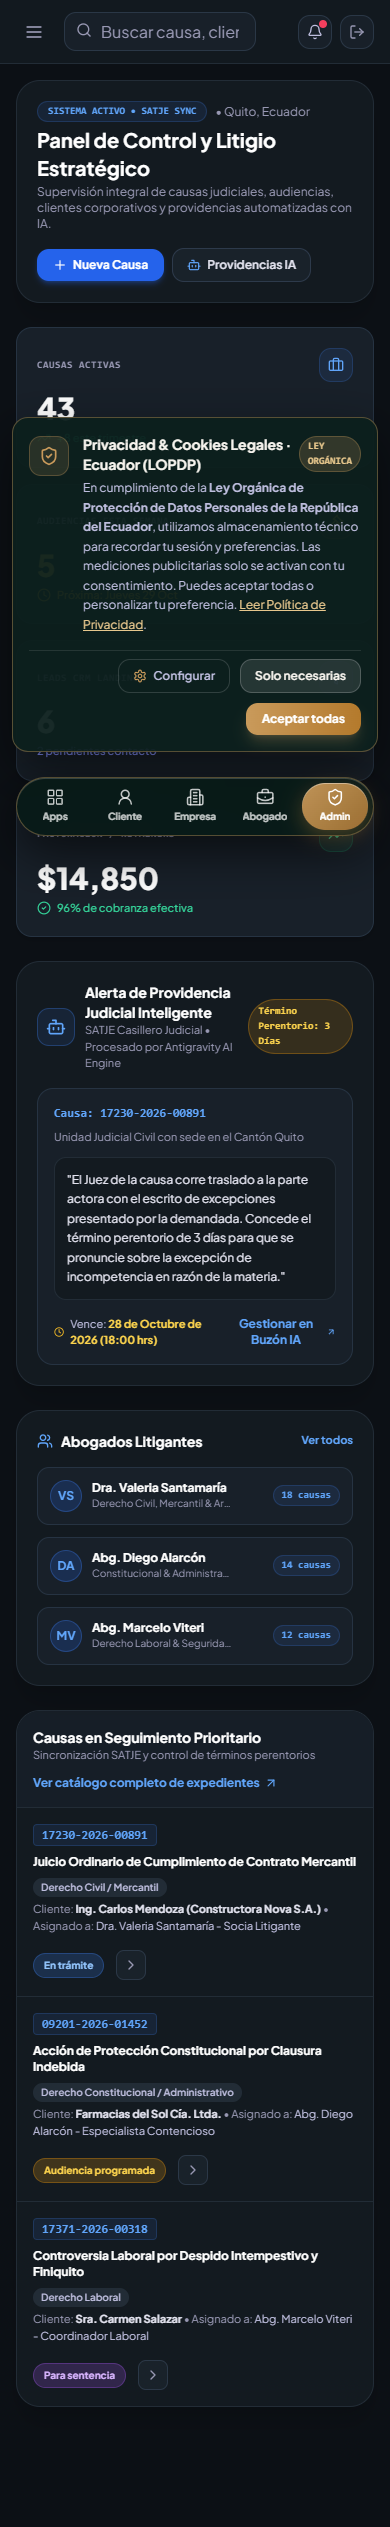 Buscar causa, clier
SISTEMA ACTIVO • SATJE SYNC
• Quito, Ecuador
Panel de Control y Litigio
Estratégico
Supervisión integral de causas judiciales, audiencias,
clientes corporativos y providencias automatizadas con
IA.
Nueva Causa
Providencias IA
CAUSAS ACTIVAS
43
Privacidad & Cookies Legales ·
Ecuador (LOPDP)
LEY
ORGÁNICA
En cumplimiento de la Ley Orgánica de
Protección de Datos Personales de la República
del Ecuador, utilizamos almacenamiento técnico
para recordar tu sesión y preferencias. Las
mediciones publicitarias solo se activan con tu
consentimiento. Puedes aceptar todas o
personalizar tu preferencia. Leer Política de
Privacidad.
5
6
Configurar
Solo necesarias
Aceptar todas
2 pendientes contacto
Apps
Cliente
Empresa
Abogado
Admin
$14,850
96% de cobranza efectiva
Alerta de Providencia
Judicial Inteligente
SATJE Casillero Judicial •
Procesado por Antigravity AI
Engine
Término
Perentorio: 3
Días
Causa: 17230-2026-00891
Unidad Judicial Civil con sede en el Cantón Quito
"El Juez de la causa corre traslado a la parte
actora con el escrito de excepciones
presentado por la demandada. Concede el
término perentorio de 3 días para que se
pronuncie sobre la excepción de
incompetencia en razón de la materia."
Vence: 28 de Octubre de
2026 (18:00 hrs)
Gestionar en
Buzón IA
Abogados Litigantes
Ver todos
VS
Dra. Valeria Santamaría
Derecho Civil, Mercantil & Ar...
18 causas
DA
Abg. Diego Alarcón
Constitucional & Administra...
14 causas
MV
Abg. Marcelo Viteri
Derecho Laboral & Segurida...
12 causas
Causas en Seguimiento Prioritario
Sincronización SATJE y control de términos perentorios
Ver catálogo completo de expedientes
17230-2026-00891
Juicio Ordinario de Cumplimiento de Contrato Mercantil
Derecho Civil / Mercantil
Cliente: Ing. Carlos Mendoza (Constructora Nova S.A.) •
Asignado a: Dra. Valeria Santamaría - Socia Litigante
En trámite
09201-2026-01452
Acción de Protección Constitucional por Clausura
Indebida
Derecho Constitucional / Administrativo
Cliente: Farmacias del Sol Cía. Ltda. • Asignado a: Abg. Diego
Alarcón - Especialista Contencioso
Audiencia programada
17371-2026-00318
Controversia Laboral por Despido Intempestivo y
Finiquito
Derecho Laboral
Cliente: Sra. Carmen Salazar • Asignado a: Abg. Marcelo Viteri
- Coordinador Laboral
Para sentencia